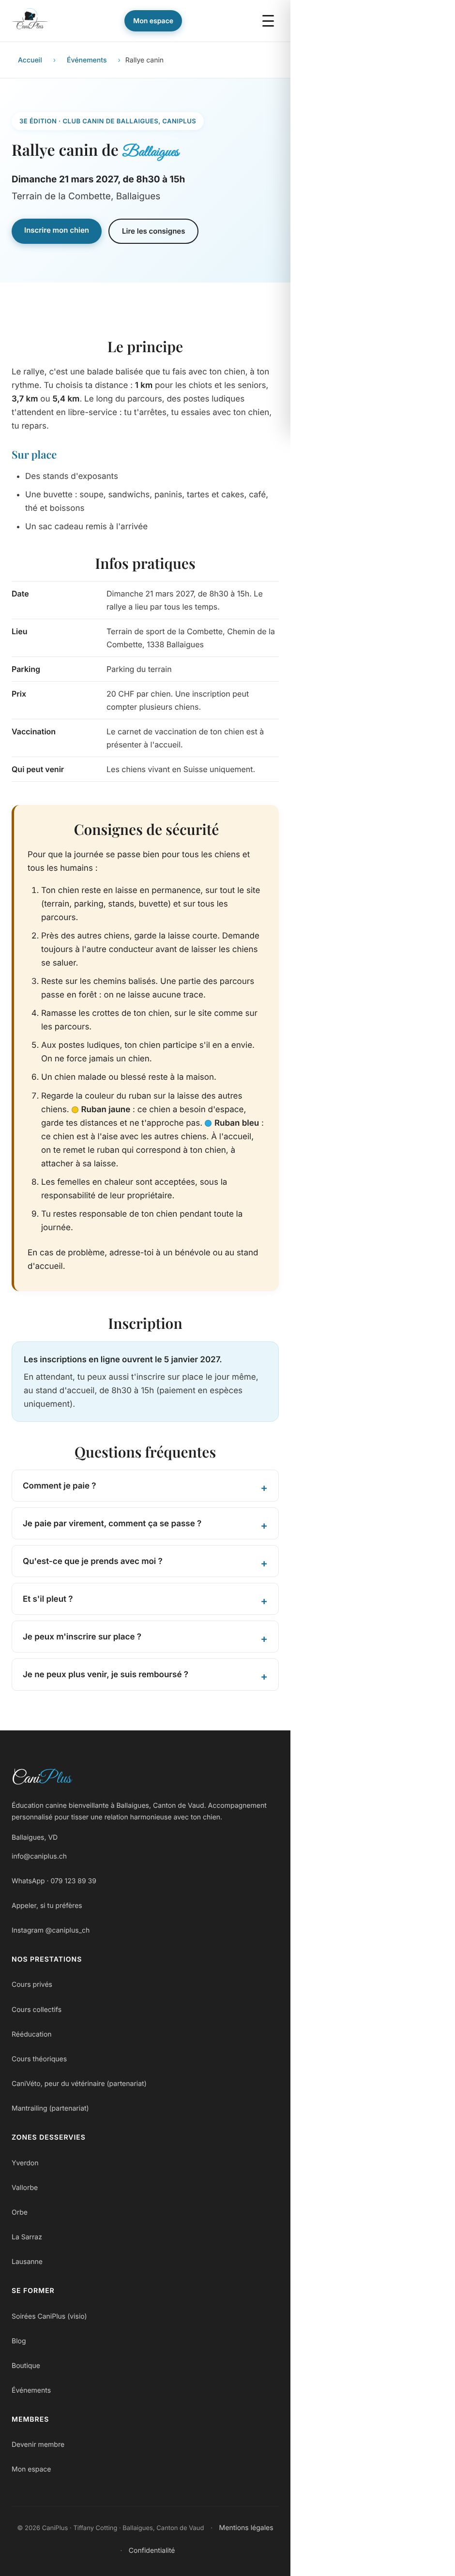 CaniPlus
Mon espace
Accueil › Événements › Rallye canin
3E ÉDITION · CLUB CANIN DE BALLAIGUES, CANIPLUS
Rallye canin de Ballaigues
Dimanche 21 mars 2027, de 8h30 à 15h
Terrain de la Combette, Ballaigues
Inscrire mon chien
Lire les consignes
Le principe
Le rallye, c'est une balade balisée que tu fais avec ton chien, à ton
rythme. Tu choisis ta distance : 1 km pour les chiots et les seniors,
3,7 km ou 5,4 km. Le long du parcours, des postes ludiques
t'attendent en libre-service : tu t'arrêtes, tu essaies avec ton chien,
tu repars.
Sur place
• Des stands d'exposants
• Une buvette : soupe, sandwichs, paninis, tartes et cakes, café,
thé et boissons
• Un sac cadeau remis à l'arrivée
Infos pratiques
Date
Dimanche 21 mars 2027, de 8h30 à 15h. Le
rallye a lieu par tous les temps.
Lieu
Terrain de sport de la Combette, Chemin de la
Combette, 1338 Ballaigues
Parking
Parking du terrain
Prix
20 CHF par chien. Une inscription peut
compter plusieurs chiens.
Vaccination
Le carnet de vaccination de ton chien est à
présenter à l'accueil.
Qui peut venir
Les chiens vivant en Suisse uniquement.
Consignes de sécurité
Pour que la journée se passe bien pour tous les chiens et
tous les humains :
1. Ton chien reste en laisse en permanence, sur tout le site
(terrain, parking, stands, buvette) et sur tous les
parcours.
2. Près des autres chiens, garde la laisse courte. Demande
toujours à l'autre conducteur avant de laisser les chiens
se saluer.
3. Reste sur les chemins balisés. Une partie des parcours
passe en forêt : on ne laisse aucune trace.
4. Ramasse les crottes de ton chien, sur le site comme sur
les parcours.
5. Aux postes ludiques, ton chien participe s'il en a envie.
On ne force jamais un chien.
6. Un chien malade ou blessé reste à la maison.
7. Regarde la couleur du ruban sur la laisse des autres
chiens. Ruban jaune : ce chien a besoin d'espace,
garde tes distances et ne t'approche pas. Ruban bleu :
ce chien est à l'aise avec les autres chiens. À l'accueil,
on te remet le ruban qui correspond à ton chien, à
attacher à sa laisse.
8. Les femelles en chaleur sont acceptées, sous la
responsabilité de leur propriétaire.
9. Tu restes responsable de ton chien pendant toute la
journée.
En cas de problème, adresse-toi à un bénévole ou au stand
d'accueil.
Inscription
Les inscriptions en ligne ouvrent le 5 janvier 2027.
En attendant, tu peux aussi t'inscrire sur place le jour même,
au stand d'accueil, de 8h30 à 15h (paiement en espèces
uniquement).
Questions fréquentes
Comment je paie ? +
Je paie par virement, comment ça se passe ? +
Qu'est-ce que je prends avec moi ? +
Et s'il pleut ? +
Je peux m'inscrire sur place ? +
Je ne peux plus venir, je suis remboursé ? +
CaniPlus
Éducation canine bienveillante à Ballaigues, Canton de Vaud. Accompagnement
personnalisé pour tisser une relation harmonieuse avec ton chien.
Ballaigues, VD
info@caniplus.ch
WhatsApp · 079 123 89 39
Appeler, si tu préfères
Instagram @caniplus_ch
NOS PRESTATIONS
Cours privés
Cours collectifs
Rééducation
Cours théoriques
CaniVéto, peur du vétérinaire (partenariat)
Mantrailing (partenariat)
ZONES DESSERVIES
Yverdon
Vallorbe
Orbe
La Sarraz
Lausanne
SE FORMER
Soirées CaniPlus (visio)
Blog
Boutique
Événements
MEMBRES
Devenir membre
Mon espace
© 2026 CaniPlus · Tiffany Cotting · Ballaigues, Canton de Vaud · Mentions légales
· Confidentialité